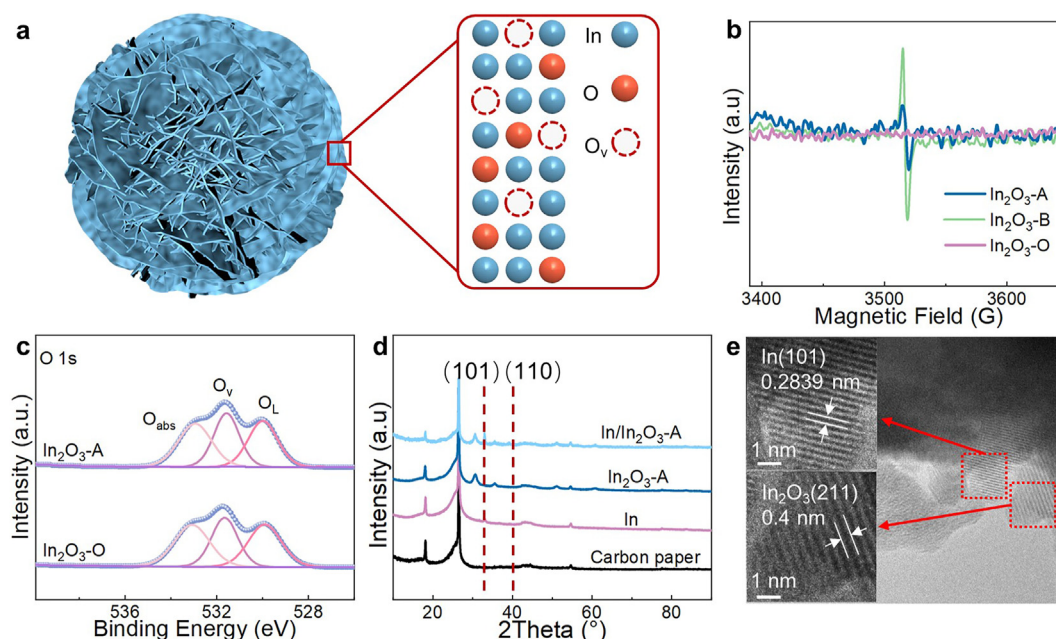 a
In
O
Oᵥ
b
Intensity (a.u)
In₂O₃-A
In₂O₃-B
In₂O₃-O
3400
3500
3600
Magnetic Field (G)
c
O 1s
Intensity (a.u.)
Oabs
Oᵥ
O_L
In₂O₃-A
In₂O₃-O
536
532
528
Binding Energy (eV)
d
Intensity (a.u)
(101)
(110)
In/In₂O₃-A
In₂O₃-A
In
Carbon paper
20
40
60
80
2Theta (°)
e
In(101)
0.2839 nm
1 nm
In₂O₃(211)
0.4 nm
1 nm